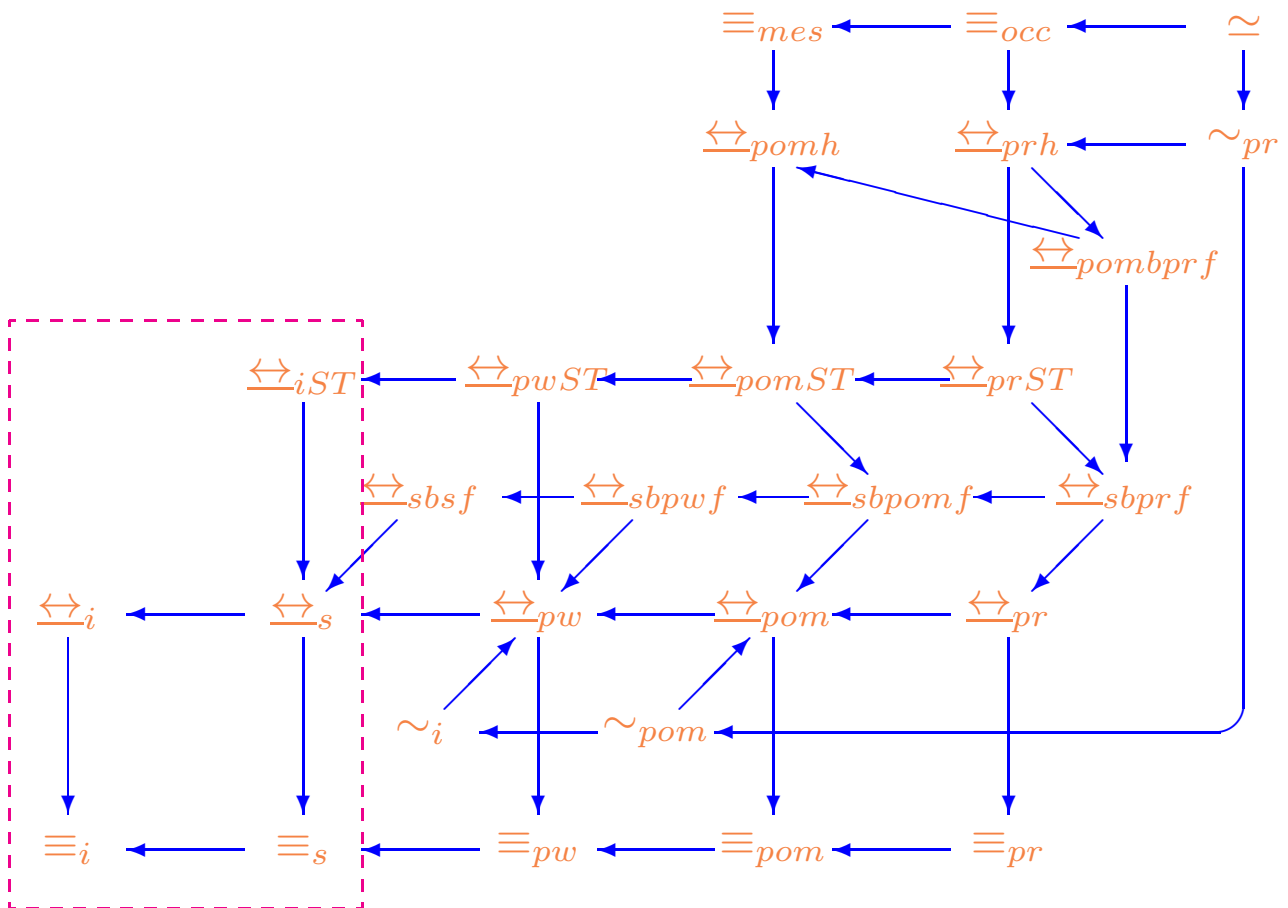 ≡mes ≡occ ≃
↔pomh ↔prh ∼pr
↔pombprf
↔iST ↔pwST ↔pomST ↔prST
↔sbsf ↔sbpwf ↔sbpomf ↔sbprf
↔i ↔s ↔pw ↔pom ↔pr
∼i ∼pom
≡i ≡s ≡pw ≡pom ≡pr